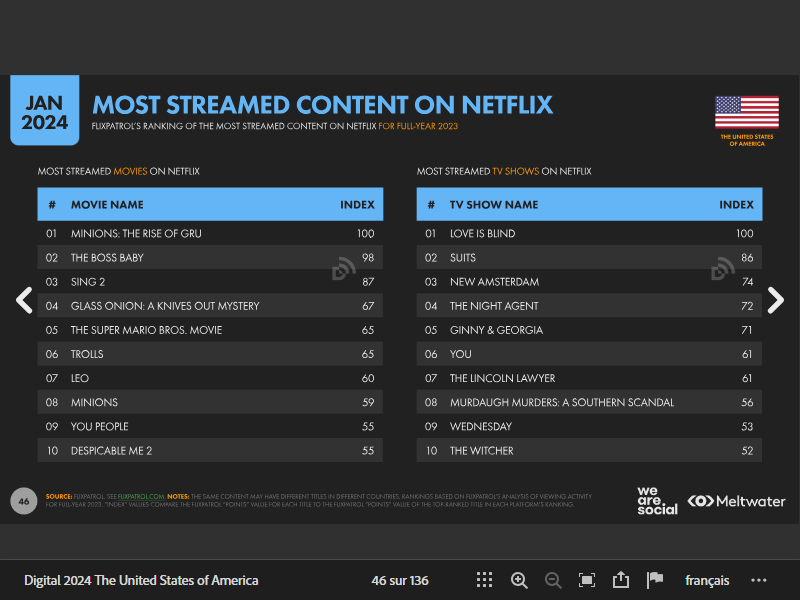 JAN
2024
MOST STREAMED CONTENT ON NETFLIX
FLIXPATROL'S RANKING OF THE MOST STREAMED CONTENT ON NETFLIX FOR FULL-YEAR 2023
THE UNITED STATES
OF AMERICA
MOST STREAMED MOVIES ON NETFLIX
# MOVIE NAME INDEX
01 MINIONS: THE RISE OF GRU 100
02 THE BOSS BABY 98
03 SING 2 87
04 GLASS ONION: A KNIVES OUT MYSTERY 67
05 THE SUPER MARIO BROS. MOVIE 65
06 TROLLS 65
07 LEO 60
08 MINIONS 59
09 YOU PEOPLE 55
10 DESPICABLE ME 2 55
MOST STREAMED TV SHOWS ON NETFLIX
# TV SHOW NAME INDEX
01 LOVE IS BLIND 100
02 SUITS 86
03 NEW AMSTERDAM 74
04 THE NIGHT AGENT 72
05 GINNY & GEORGIA 71
06 YOU 61
07 THE LINCOLN LAWYER 61
08 MURDAUGH MURDERS: A SOUTHERN SCANDAL 56
09 WEDNESDAY 53
10 THE WITCHER 52
46
SOURCE: FLIXPATROL. SEE FLIXPATROL.COM. NOTES: THE SAME CONTENT MAY HAVE DIFFERENT TITLES IN DIFFERENT COUNTRIES. RANKINGS BASED ON FLIXPATROL'S ANALYSIS OF VIEWING ACTIVITY
FOR FULL-YEAR 2023. "INDEX" VALUES COMPARE THE FLIXPATROL "POINTS" VALUE FOR EACH TITLE TO THE FLIXPATROL "POINTS" VALUE OF THE TOP-RANKED TITLE IN EACH PLATFORM'S RANKING.
we
are
social
Meltwater
Digital 2024 The United States of America
46 sur 136
français